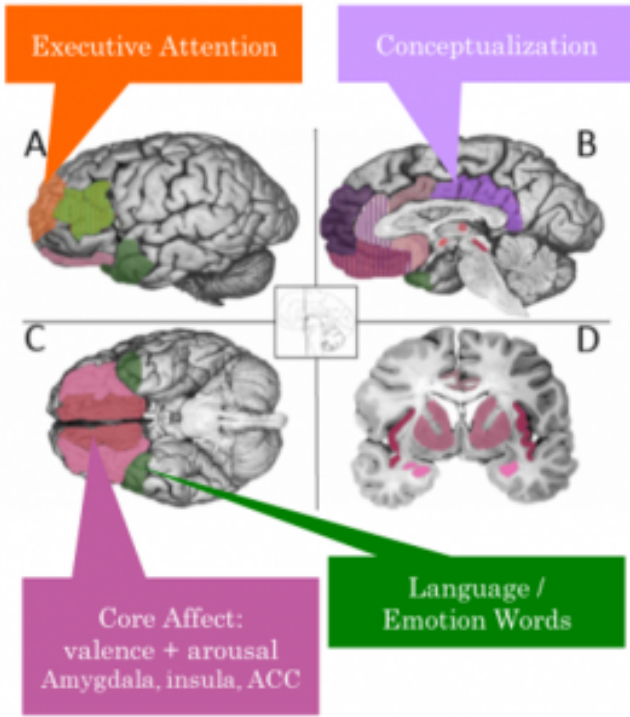 Executive Attention
Conceptualization
A
B
C
D
Core Affect:
valence + arousal
Amygdala, insula, ACC
Language /
Emotion Words